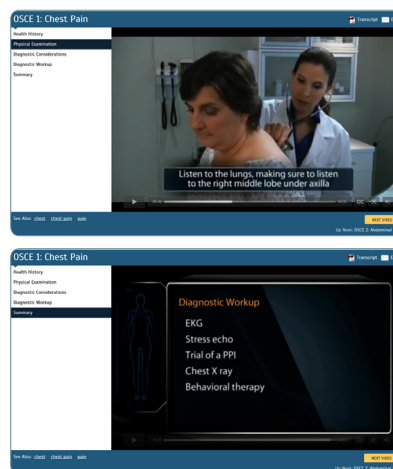 OSCE 1: Chest Pain
Transcript
Health History
Physical Examination
Diagnostic Considerations
Diagnostic Workup
Summary
Listen to the lungs, making sure to listen
to the right middle lobe under axilla
CC
See Also: chest chest pain pain
NEXT VIDEO
Up Next: OSCE 2: Abdominal
OSCE 1: Chest Pain
Transcript
Health History
Physical Examination
Diagnostic Considerations
Diagnostic Workup
Summary
Diagnostic Workup
EKG
Stress echo
Trial of a PPI
Chest X ray
Behavioral therapy
See Also: chest chest pain pain
NEXT VIDEO
Up Next: OSCE 2: Abdominal